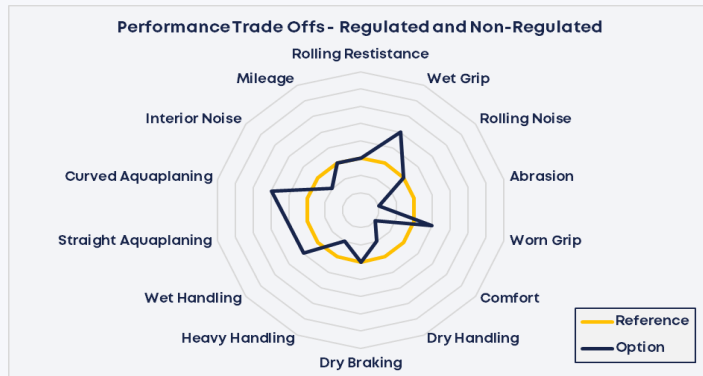 Performance Trade Offs - Regulated and Non-Regulated
Rolling Restistance
Mileage
Wet Grip
Interior Noise
Rolling Noise
Curved Aquaplaning
Abrasion
Straight Aquaplaning
Worn Grip
Wet Handling
Comfort
Heavy Handling
Dry Handling
Dry Braking
Reference
Option